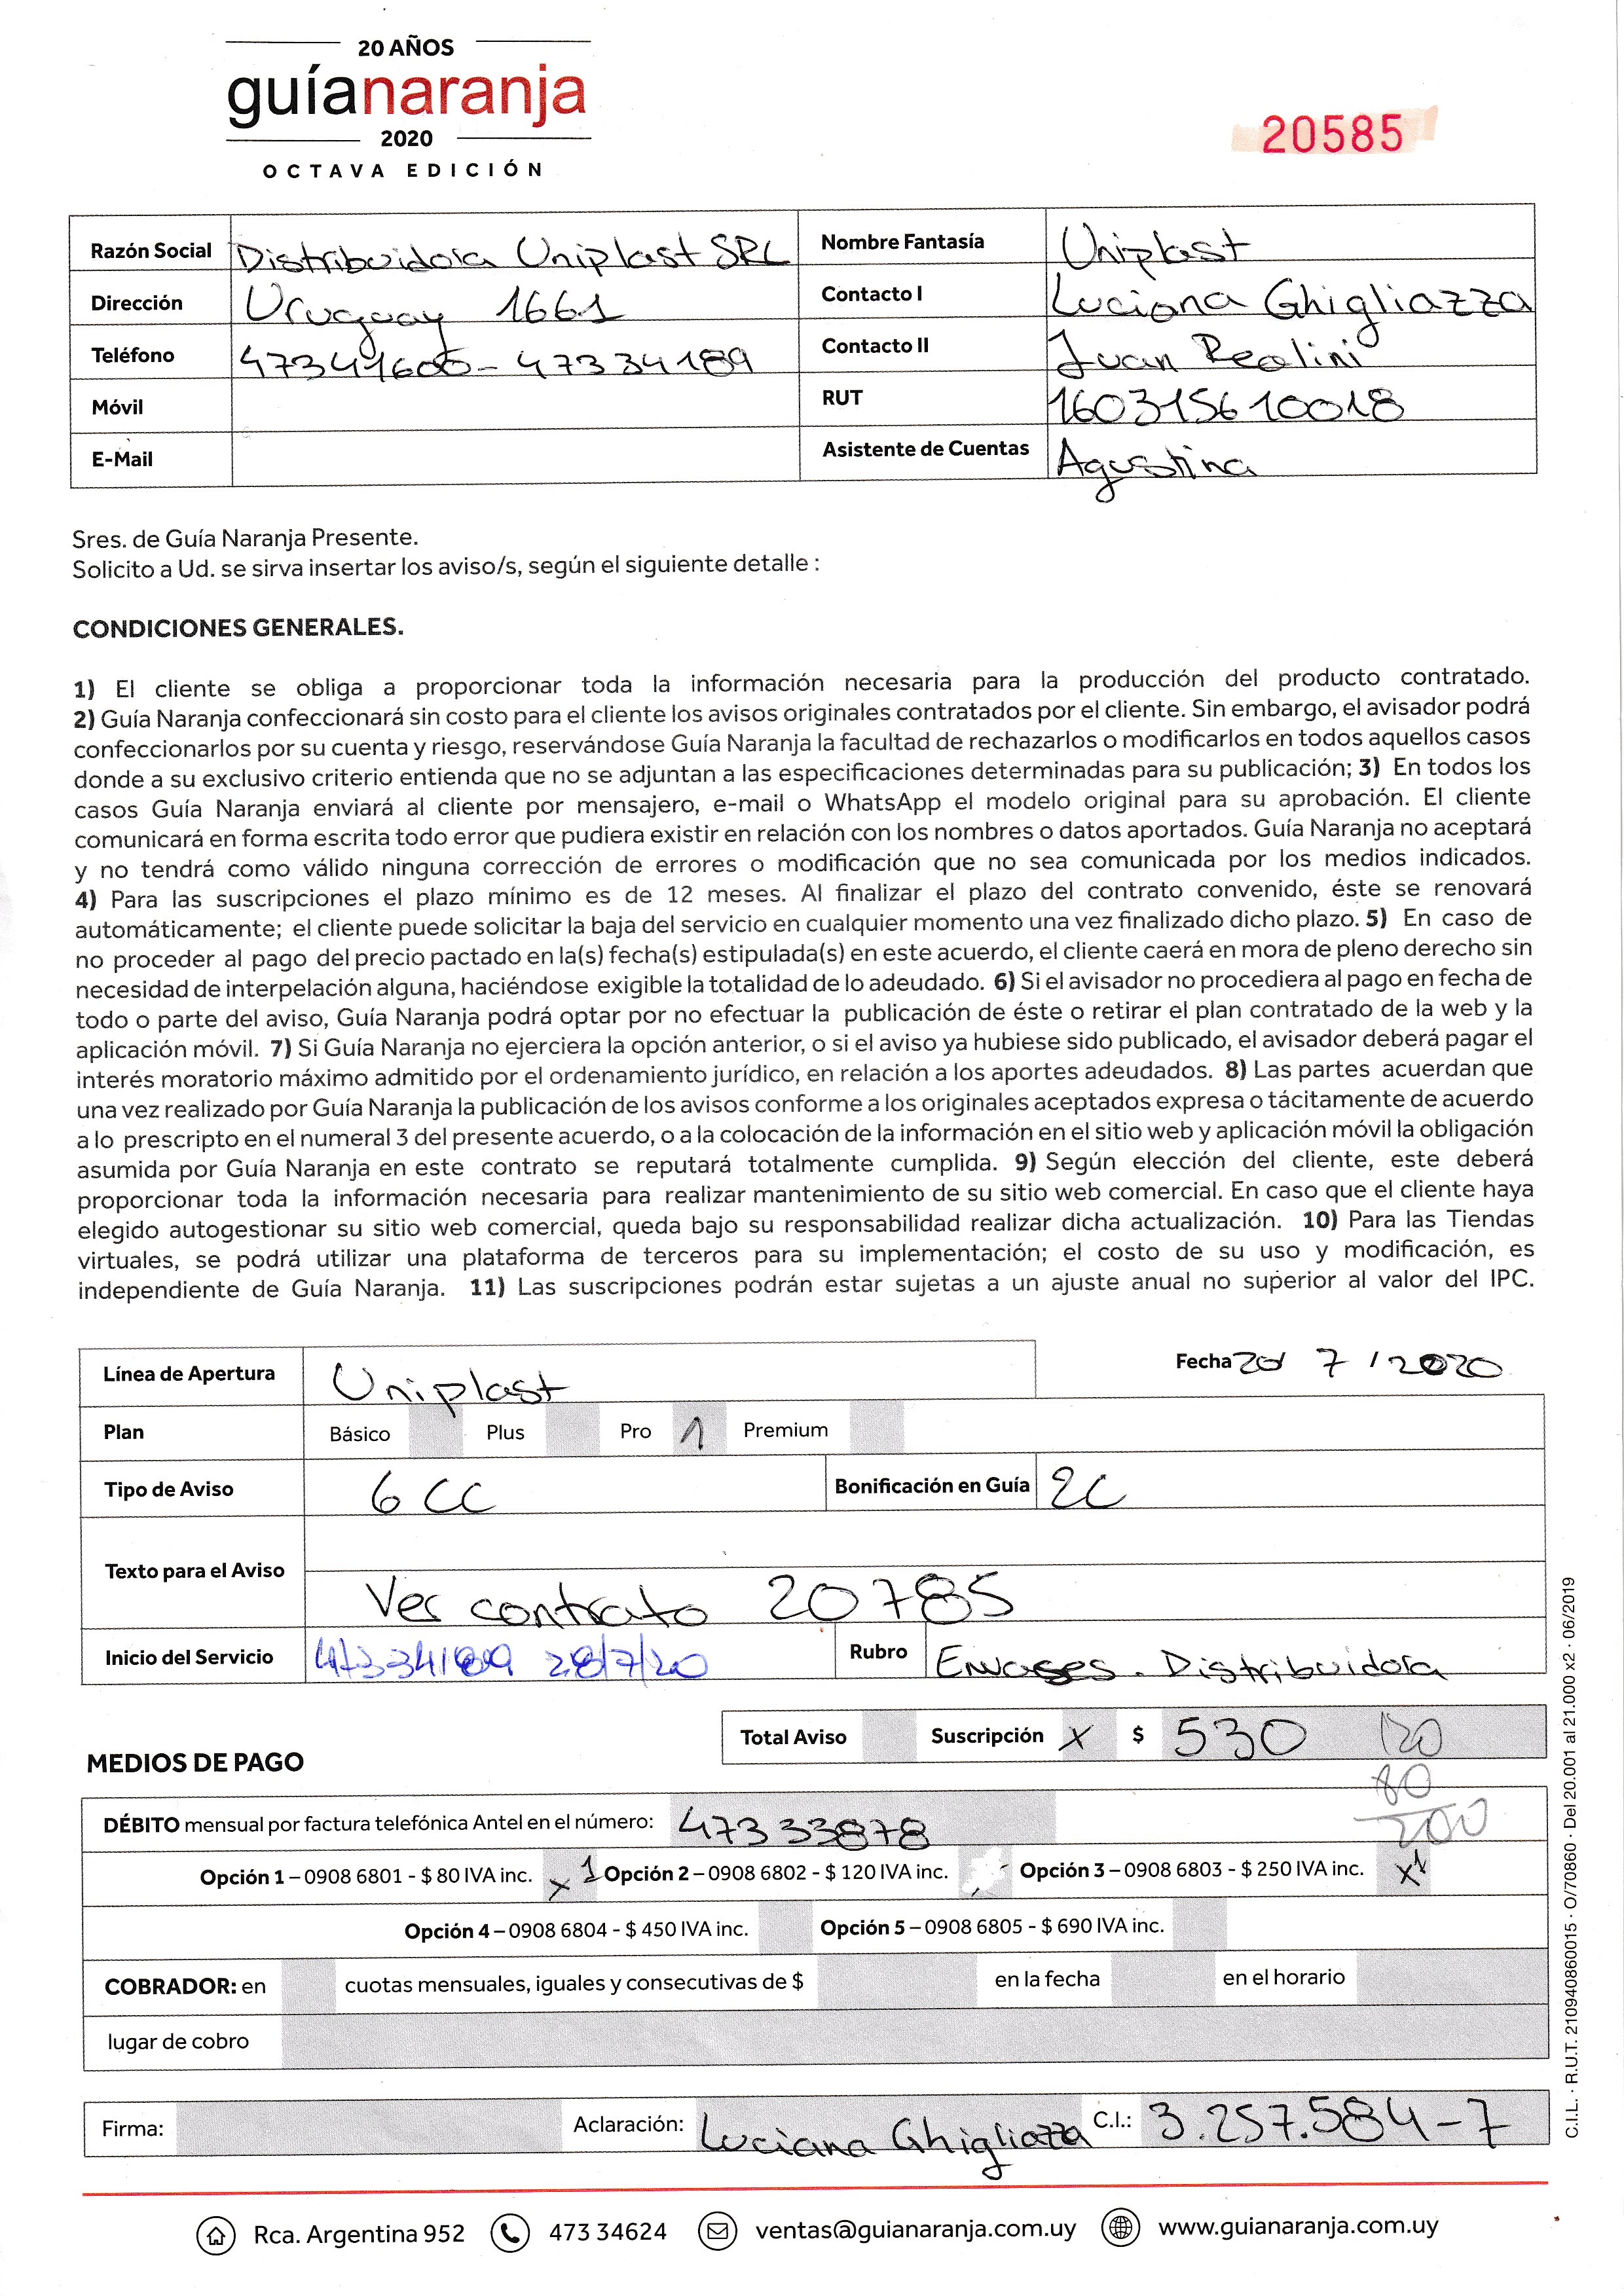 20 AÑOS
guíanaranja
2020
OCTAVA EDICIÓN
20585
Razón Social Distribuidora Uniplast SRL Nombre Fantasía Uniplast
Dirección Uruguay 1661 Contacto I Luciana Ghigliazza
Teléfono 47341600 - 47334189 Contacto II Juan Reolini
Móvil RUT 160315610018
E-Mail Asistente de Cuentas Agustina
Sres. de Guía Naranja Presente.
Solicito a Ud. se sirva insertar los aviso/s, según el siguiente detalle :
CONDICIONES GENERALES.
1) El cliente se obliga a proporcionar toda la información necesaria para la producción del producto contratado.
2) Guía Naranja confeccionará sin costo para el cliente los avisos originales contratados por el cliente. Sin embargo, el avisador podrá
confeccionarlos por su cuenta y riesgo, reservándose Guía Naranja la facultad de rechazarlos o modificarlos en todos aquellos casos
donde a su exclusivo criterio entienda que no se adjuntan a las especificaciones determinadas para su publicación; 3) En todos los
casos Guía Naranja enviará al cliente por mensajero, e-mail o WhatsApp el modelo original para su aprobación. El cliente
comunicará en forma escrita todo error que pudiera existir en relación con los nombres o datos aportados. Guía Naranja no aceptará
y no tendrá como válido ninguna corrección de errores o modificación que no sea comunicada por los medios indicados.
4) Para las suscripciones el plazo mínimo es de 12 meses. Al finalizar el plazo del contrato convenido, éste se renovará
automáticamente; el cliente puede solicitar la baja del servicio en cualquier momento una vez finalizado dicho plazo. 5) En caso de
no proceder al pago del precio pactado en la(s) fecha(s) estipulada(s) en este acuerdo, el cliente caerá en mora de pleno derecho sin
necesidad de interpelación alguna, haciéndose exigible la totalidad de lo adeudado. 6) Si el avisador no procediera al pago en fecha de
todo o parte del aviso, Guía Naranja podrá optar por no efectuar la publicación de éste o retirar el plan contratado de la web y la
aplicación móvil. 7) Si Guía Naranja no ejerciera la opción anterior, o si el aviso ya hubiese sido publicado, el avisador deberá pagar el
interés moratorio máximo admitido por el ordenamiento jurídico, en relación a los aportes adeudados. 8) Las partes acuerdan que
una vez realizado por Guía Naranja la publicación de los avisos conforme a los originales aceptados expresa o tácitamente de acuerdo
a lo prescripto en el numeral 3 del presente acuerdo, o a la colocación de la información en el sitio web y aplicación móvil la obligación
asumida por Guía Naranja en este contrato se reputará totalmente cumplida. 9) Según elección del cliente, este deberá
proporcionar toda la información necesaria para realizar mantenimiento de su sitio web comercial. En caso que el cliente haya
elegido autogestionar su sitio web comercial, queda bajo su responsabilidad realizar dicha actualización. 10) Para las Tiendas
virtuales, se podrá utilizar una plataforma de terceros para su implementación; el costo de su uso y modificación, es
independiente de Guía Naranja. 11) Las suscripciones podrán estar sujetas a un ajuste anual no superior al valor del IPC.
Línea de Apertura Uniplast Fecha 20/ 7 / 2020
Plan Básico Plus Pro 1 Premium
Tipo de Aviso 6 CC Bonificación en Guía 2C
Texto para el Aviso
Ver contrato 20785
Inicio del Servicio 47334189 28/7/20 Rubro Envases. Distribuidora
Total Aviso Suscripción X $ 530 120
80
200
MEDIOS DE PAGO
DÉBITO mensual por factura telefónica Antel en el número: 47333878
Opción 1 – 0908 6801 - $ 80 IVA inc. x 1 Opción 2 – 0908 6802 - $ 120 IVA inc. Opción 3 – 0908 6803 - $ 250 IVA inc. x1
Opción 4 – 0908 6804 - $ 450 IVA inc. Opción 5 – 0908 6805 - $ 690 IVA inc.
COBRADOR: en cuotas mensuales, iguales y consecutivas de $ en la fecha en el horario
lugar de cobro
Firma: Aclaración: Luciana Ghigliazza C.I.: 3.257.584-7
Rca. Argentina 952 473 34624 ventas@guianaranja.com.uy www.guianaranja.com.uy
C.I.L. · R.U.T. 210940860015 · O/70860 · Del 20.001 al 21.000 x2 · 06/2019